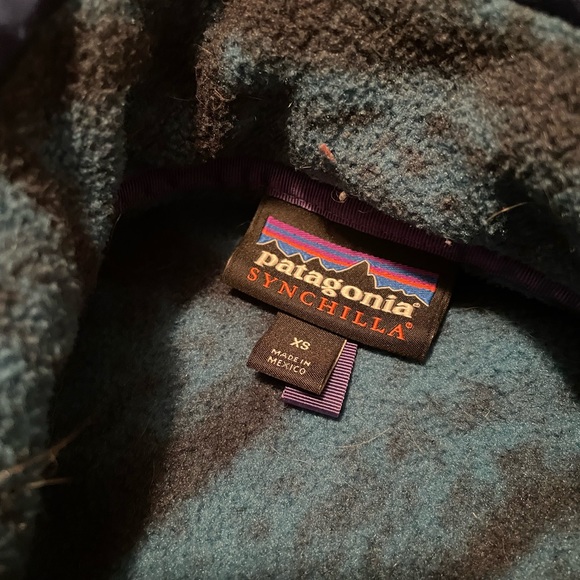 patagonia®
SYNCHILLA®
XS
MADE IN
MEXICO